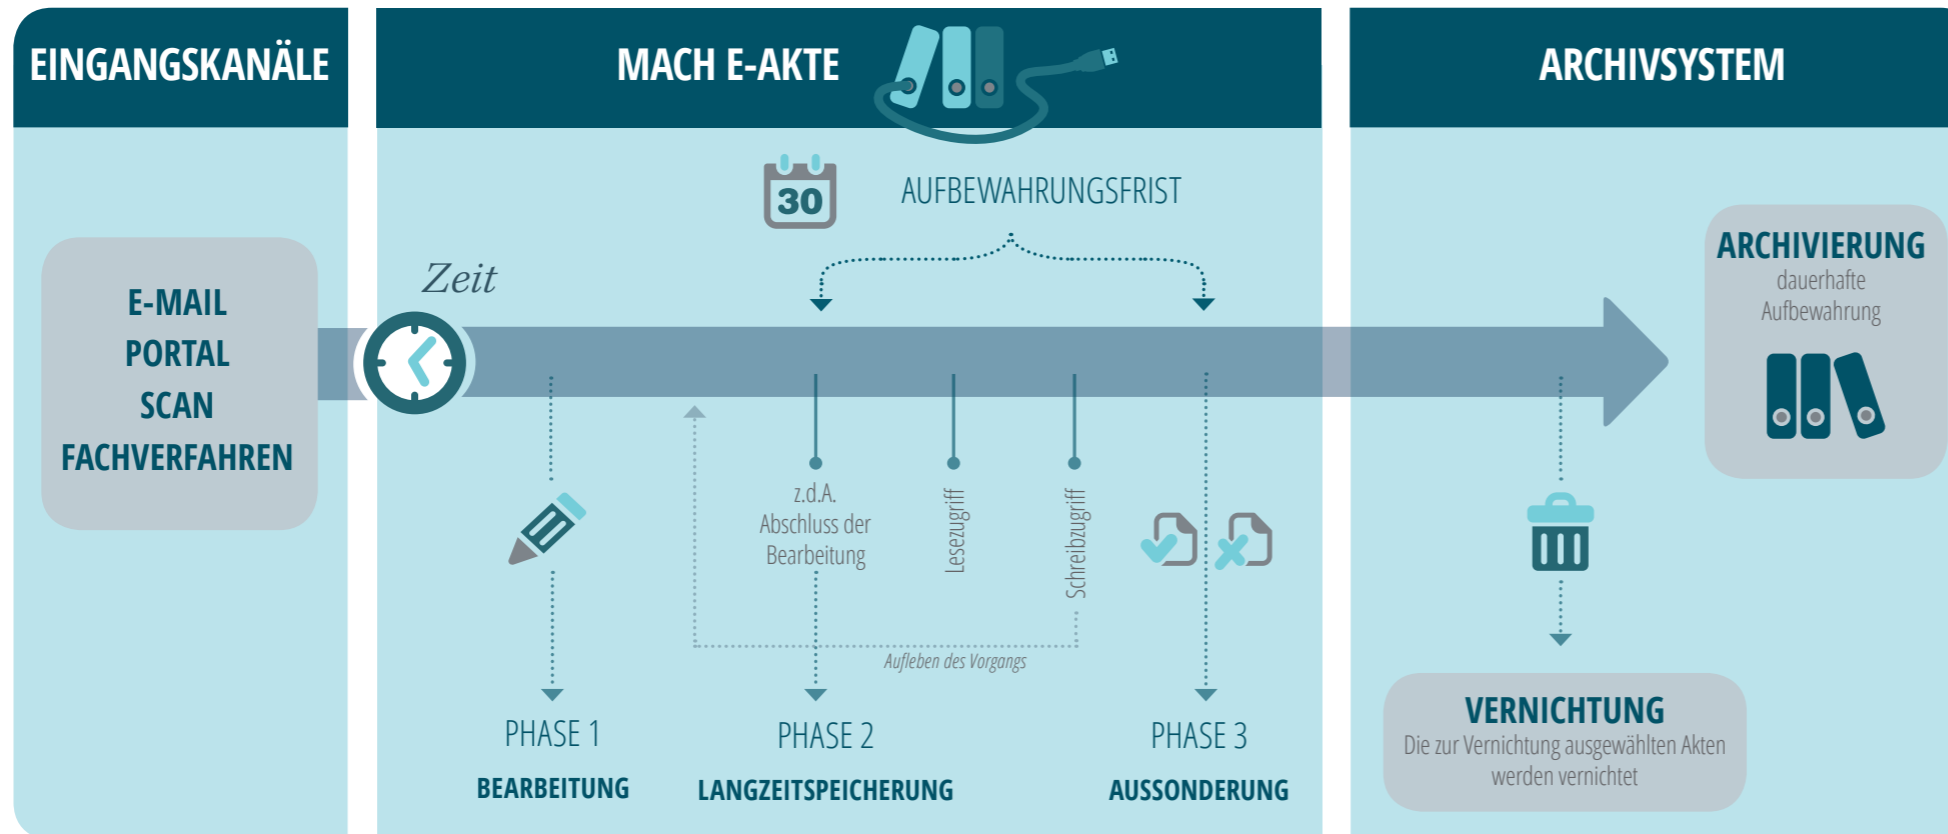 EINGANGSKANÄLE
E-MAIL
PORTAL
SCAN
FACHVERFAHREN
MACH E-AKTE
30
AUFBEWAHRUNGSFRIST
Zeit
z.d.A.
Abschluss der
Bearbeitung
Lesezugriff
Schreibzugriff
Aufleben des Vorgangs
PHASE 1
BEARBEITUNG
PHASE 2
LANGZEITSPEICHERUNG
PHASE 3
AUSSONDERUNG
ARCHIVSYSTEM
ARCHIVIERUNG
dauerhafte
Aufbewahrung
VERNICHTUNG
Die zur Vernichtung ausgewählten Akten
werden vernichtet